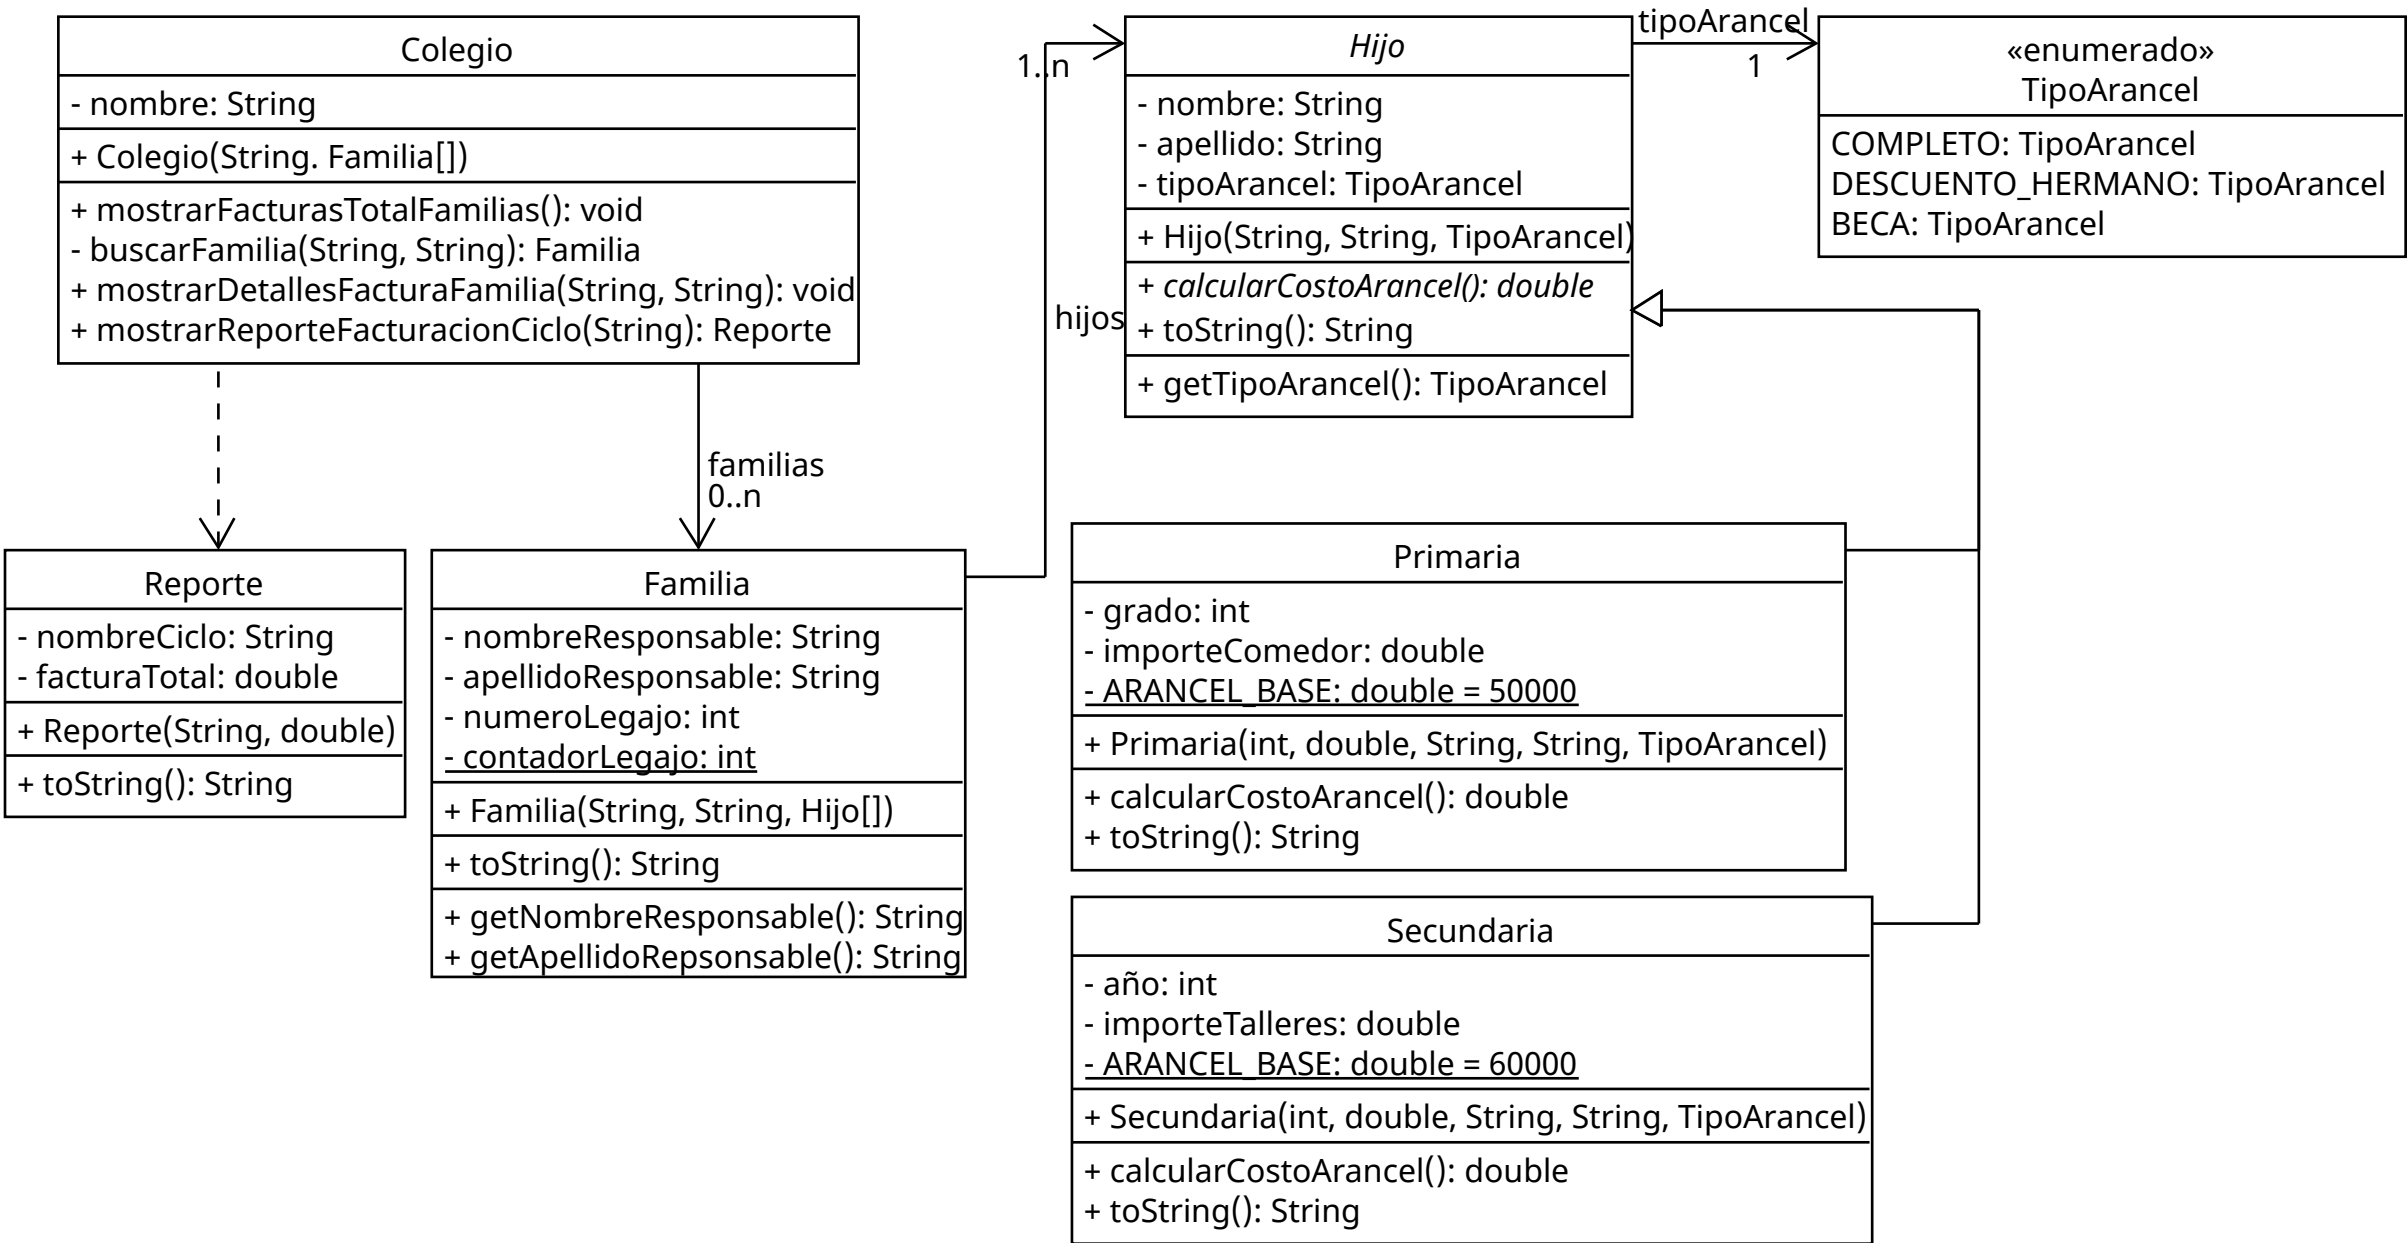 Colegio
- nombre: String
+ Colegio(String. Familia[])
+ mostrarFacturasTotalFamilias(): void
- buscarFamilia(String, String): Familia
+ mostrarDetallesFacturaFamilia(String, String): void
+ mostrarReporteFacturacionCiclo(String): Reporte
familias
0..n
1..n
hijos
Hijo
- nombre: String
- apellido: String
- tipoArancel: TipoArancel
+ Hijo(String, String, TipoArancel)
+ calcularCostoArancel(): double
+ toString(): String
+ getTipoArancel(): TipoArancel
tipoArancel
1
«enumerado»
TipoArancel
COMPLETO: TipoArancel
DESCUENTO_HERMANO: TipoArancel
BECA: TipoArancel
Reporte
- nombreCiclo: String
- facturaTotal: double
+ Reporte(String, double)
+ toString(): String
Familia
- nombreResponsable: String
- apellidoResponsable: String
- numeroLegajo: int
- contadorLegajo: int
+ Familia(String, String, Hijo[])
+ toString(): String
+ getNombreResponsable(): String
+ getApellidoRepsonsable(): String
Primaria
- grado: int
- importeComedor: double
- ARANCEL_BASE: double = 50000
+ Primaria(int, double, String, String, TipoArancel)
+ calcularCostoArancel(): double
+ toString(): String
Secundaria
- año: int
- importeTalleres: double
- ARANCEL_BASE: double = 60000
+ Secundaria(int, double, String, String, TipoArancel)
+ calcularCostoArancel(): double
+ toString(): String